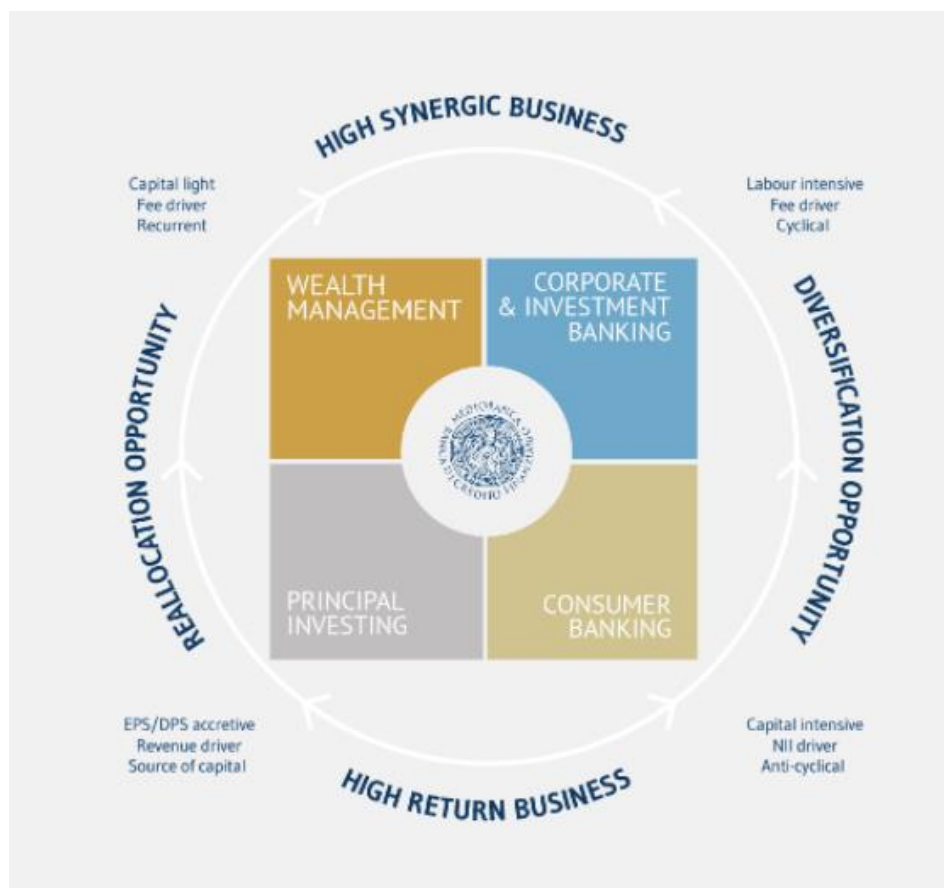 HIGH SYNERGIC BUSINESS
Capital light
Fee driver
Recurrent
Labour intensive
Fee driver
Cyclical
WEALTH
MANAGEMENT
CORPORATE
& INVESTMENT
BANKING
REALLOCATION OPPORTUNITY
DIVERSIFICATION OPPORTUNITY
PRINCIPAL
INVESTING
CONSUMER
BANKING
EPS/DPS accretive
Revenue driver
Source of capital
Capital intensive
NII driver
Anti-cyclical
HIGH RETURN BUSINESS